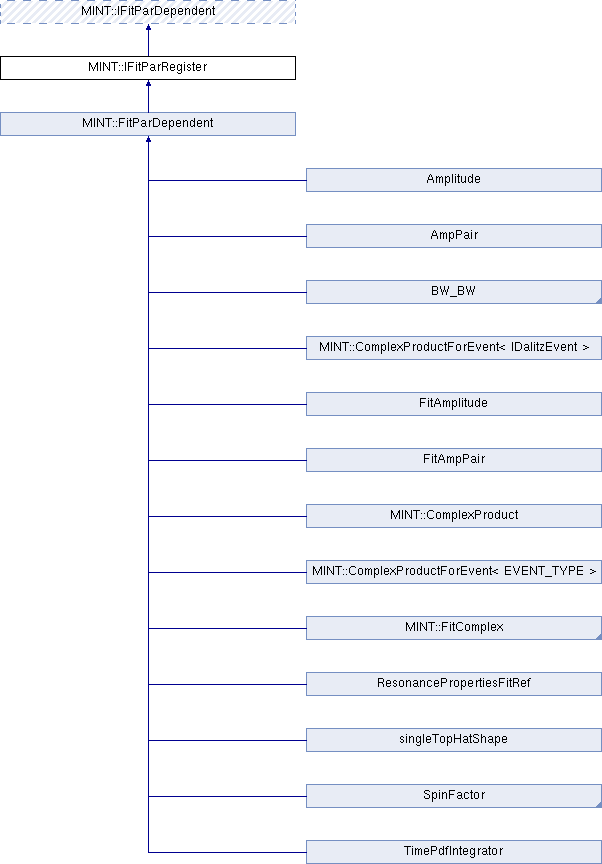 MINT::IFitParDependent
MINT::IFitParRegister
MINT::FitParDependent
Amplitude
AmpPair
BW_BW
MINT::ComplexProductForEvent< IDalitzEvent >
FitAmplitude
FitAmpPair
MINT::ComplexProduct
MINT::ComplexProductForEvent< EVENT_TYPE >
MINT::FitComplex
ResonancePropertiesFitRef
singleTopHatShape
SpinFactor
TimePdfIntegrator